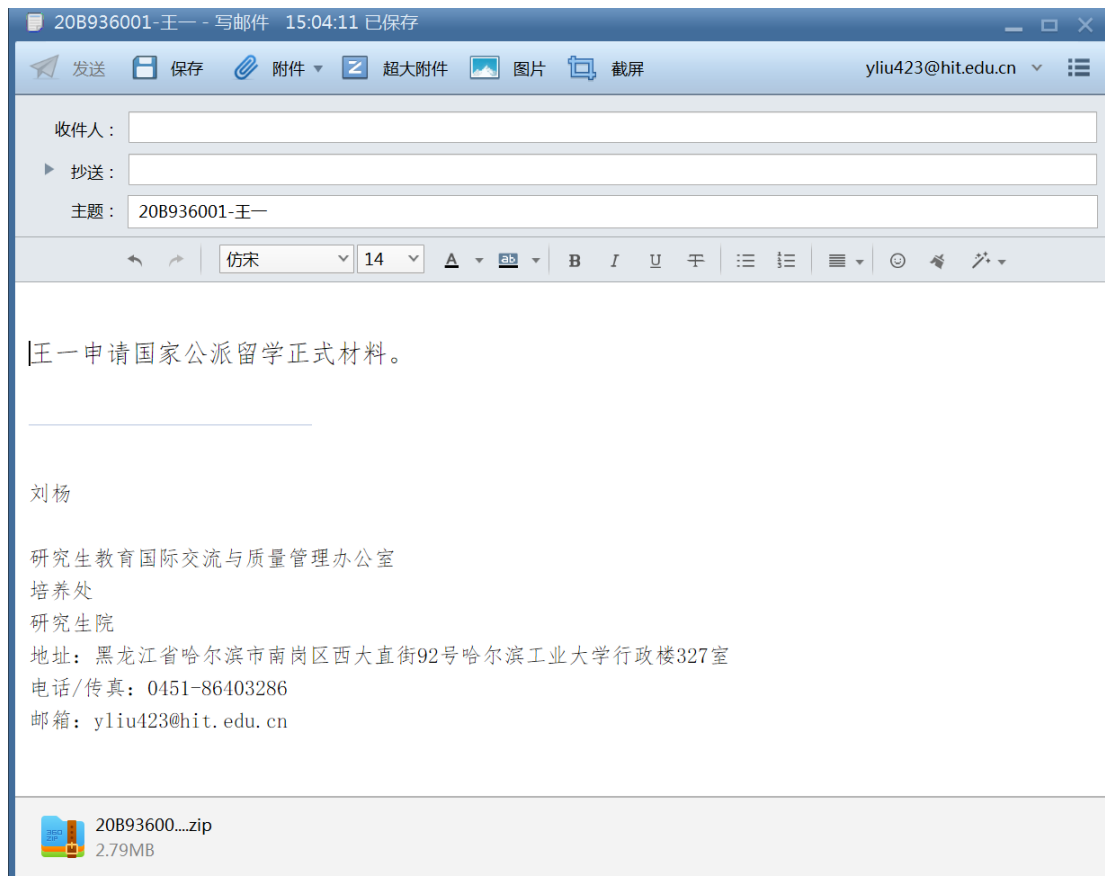 20B936001-王一 - 写邮件 15:04:11 已保存
发送 保存 附件 超大附件 图片 截屏 yliu423@hit.edu.cn
收件人：
抄送：
主题： 20B936001-王一
仿宋 14 A ab B I U
王一申请国家公派留学正式材料。
刘杨
研究生教育国际交流与质量管理办公室
培养处
研究生院
地址：黑龙江省哈尔滨市南岗区西大直街92号哈尔滨工业大学行政楼327室
电话/传真：0451-86403286
邮箱：yliu423@hit.edu.cn
20B93600....zip
2.79MB